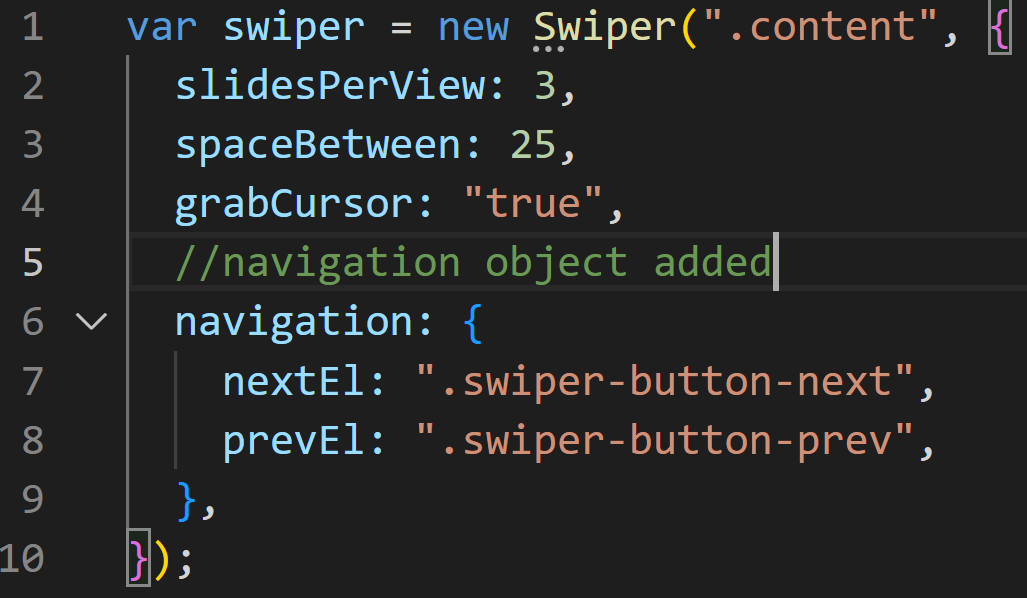 1 var swiper = new Swiper(".content", {
2 slidesPerView: 3,
3 spaceBetween: 25,
4 grabCursor: "true",
5 //navigation object added
6 navigation: {
7 nextEl: ".swiper-button-next",
8 prevEl: ".swiper-button-prev",
9 },
10 });